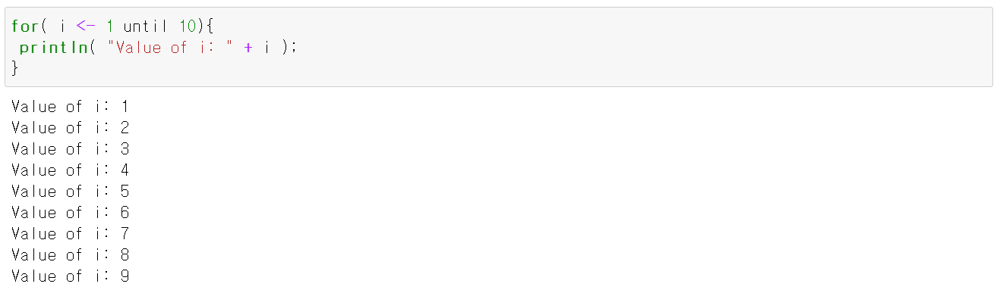 for( i <- 1 until 10){
 println( "Value of i: " + i );
}
Value of i: 1
Value of i: 2
Value of i: 3
Value of i: 4
Value of i: 5
Value of i: 6
Value of i: 7
Value of i: 8
Value of i: 9